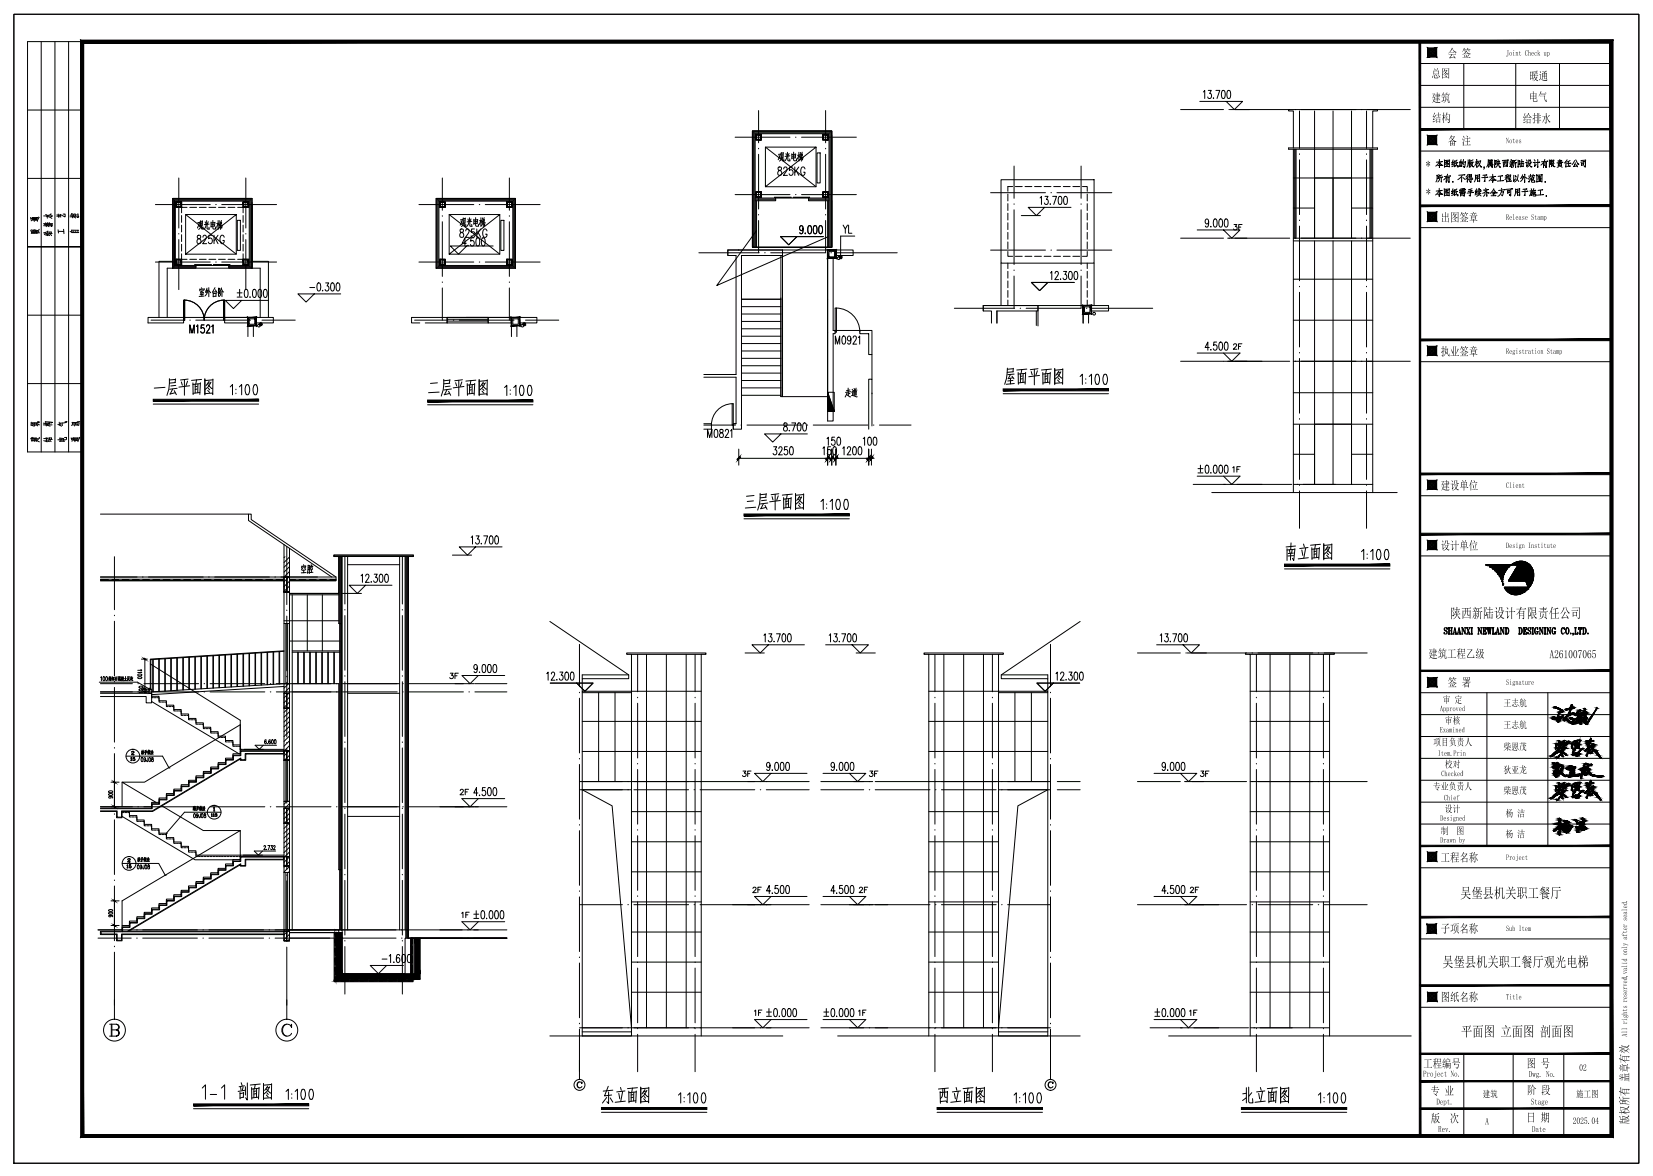 13.700
9.000 3F
4.500 2F
±0.000 1F
南立面图 1:100
观光电梯
825KG
室外台阶
±0.000
-0.300
M1521
一层平面图 1:100
观光电梯
825KG
4.500
二层平面图 1:100
观光电梯
825KG
9.000
YL
M0921
走道
M0821
8.700
150
100
3250
150
1200
三层平面图 1:100
13.700
12.300
屋面平面图 1:100
13.700
空腔
12.300
1100
3F 9.000
6.600
900
2F 4.500
2.732
900
1F ±0.000
-1.600
B
C
1-1 剖面图 1:100
13.700
12.300
3F 9.000
2F 4.500
1F ±0.000
C
东立面图 1:100
13.700
12.300
9.000 3F
4.500 2F
±0.000 1F
C
西立面图 1:100
13.700
9.000 3F
4.500 2F
±0.000 1F
北立面图 1:100
会 签 Joint Check up
总图 暖通
建筑 电气
结构 给排水
备 注 Notes
* 本图纸的版权,属陕西新陆设计有限责任公司
所有,不得用于本工程以外范围.
* 本图纸需手续齐全方可用于施工.
出图签章 Release Stamp
执业签章 Registration Stamp
建设单位 Client
设计单位 Design Institute
陕西新陆设计有限责任公司
SHAANXI NEWLAND DESIGNING CO.,LTD.
建筑工程乙级 A261007065
签 署 Signature
审 定 王志航
Approved
审核 王志航
Examined
项目负责人 柴恩茂
Item.Prin
校对 狄亚龙
Checked
专业负责人 柴恩茂
Chief
设计 杨 洁
Designed
制 图 杨 洁
Drawn by
工程名称 Project
吴堡县机关职工餐厅
子项名称 Sub Item
吴堡县机关职工餐厅观光电梯
图纸名称 Title
平面图 立面图 剖面图
工程编号 图 号 02
Project No. Dwg. No.
专 业 建筑 阶 段 施工图
Dept. Stage
版 次 A 日 期 2025.04
Rev. Date
版权所有 盖章有效 All rights reserved,valid only after sealed.